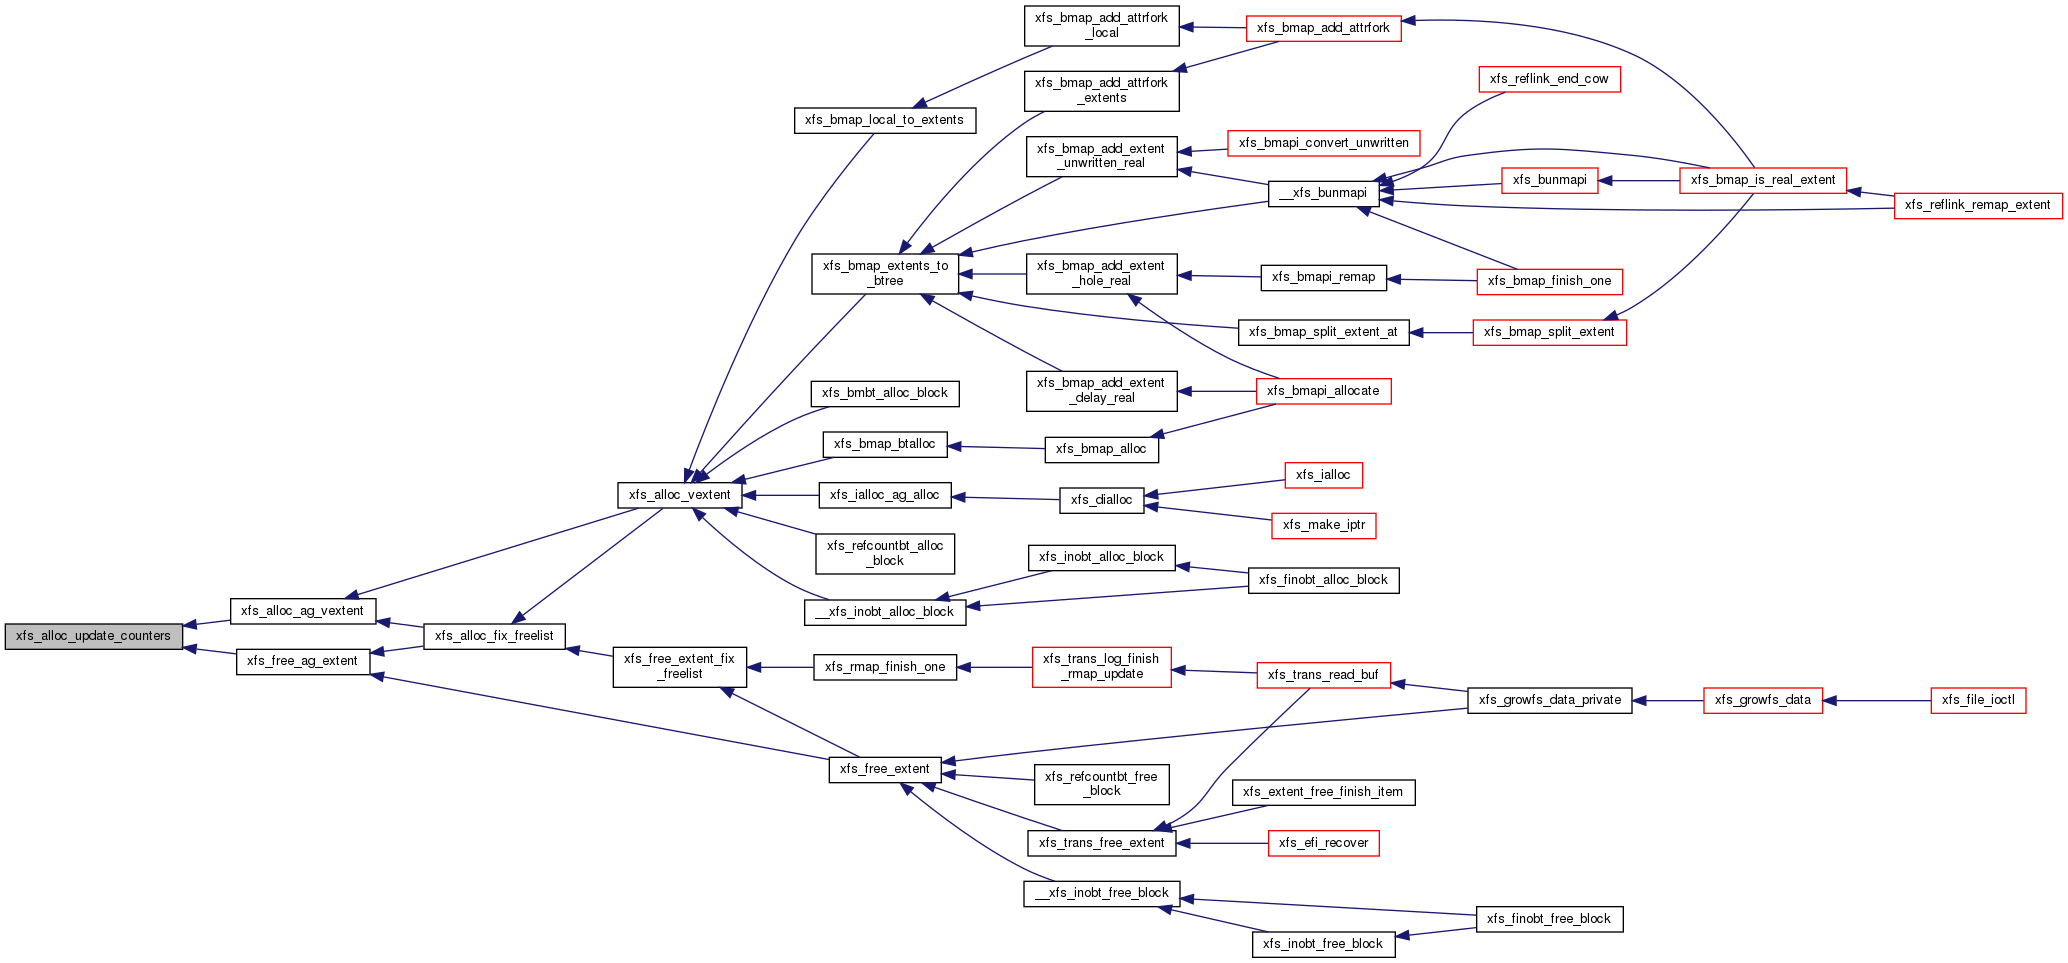 xfs_bmap_add_attrfork
_local
xfs_bmap_add_attrfork
xfs_reflink_end_cow
xfs_bmap_add_attrfork
_extents
xfs_bmap_local_to_extents
xfs_bmap_add_extent
_unwritten_real
xfs_bmapi_convert_unwritten
__xfs_bunmapi
xfs_bunmapi
xfs_bmap_is_real_extent
xfs_reflink_remap_extent
xfs_bmap_extents_to
_btree
xfs_bmap_add_extent
_hole_real
xfs_bmapi_remap
xfs_bmap_finish_one
xfs_bmap_split_extent_at
xfs_bmap_split_extent
xfs_bmap_add_extent
_delay_real
xfs_bmapi_allocate
xfs_bmbt_alloc_block
xfs_bmap_btalloc
xfs_bmap_alloc
xfs_alloc_vextent
xfs_ialloc_ag_alloc
xfs_dialloc
xfs_ialloc
xfs_make_iptr
xfs_refcountbt_alloc
_block
xfs_inobt_alloc_block
xfs_finobt_alloc_block
__xfs_inobt_alloc_block
xfs_alloc_ag_vextent
xfs_alloc_update_counters
xfs_alloc_fix_freelist
xfs_free_ag_extent
xfs_free_extent_fix
_freelist
xfs_rmap_finish_one
xfs_trans_log_finish
_rmap_update
xfs_trans_read_buf
xfs_growfs_data_private
xfs_growfs_data
xfs_file_ioctl
xfs_free_extent
xfs_refcountbt_free
_block
xfs_extent_free_finish_item
xfs_trans_free_extent
xfs_efi_recover
__xfs_inobt_free_block
xfs_finobt_free_block
xfs_inobt_free_block